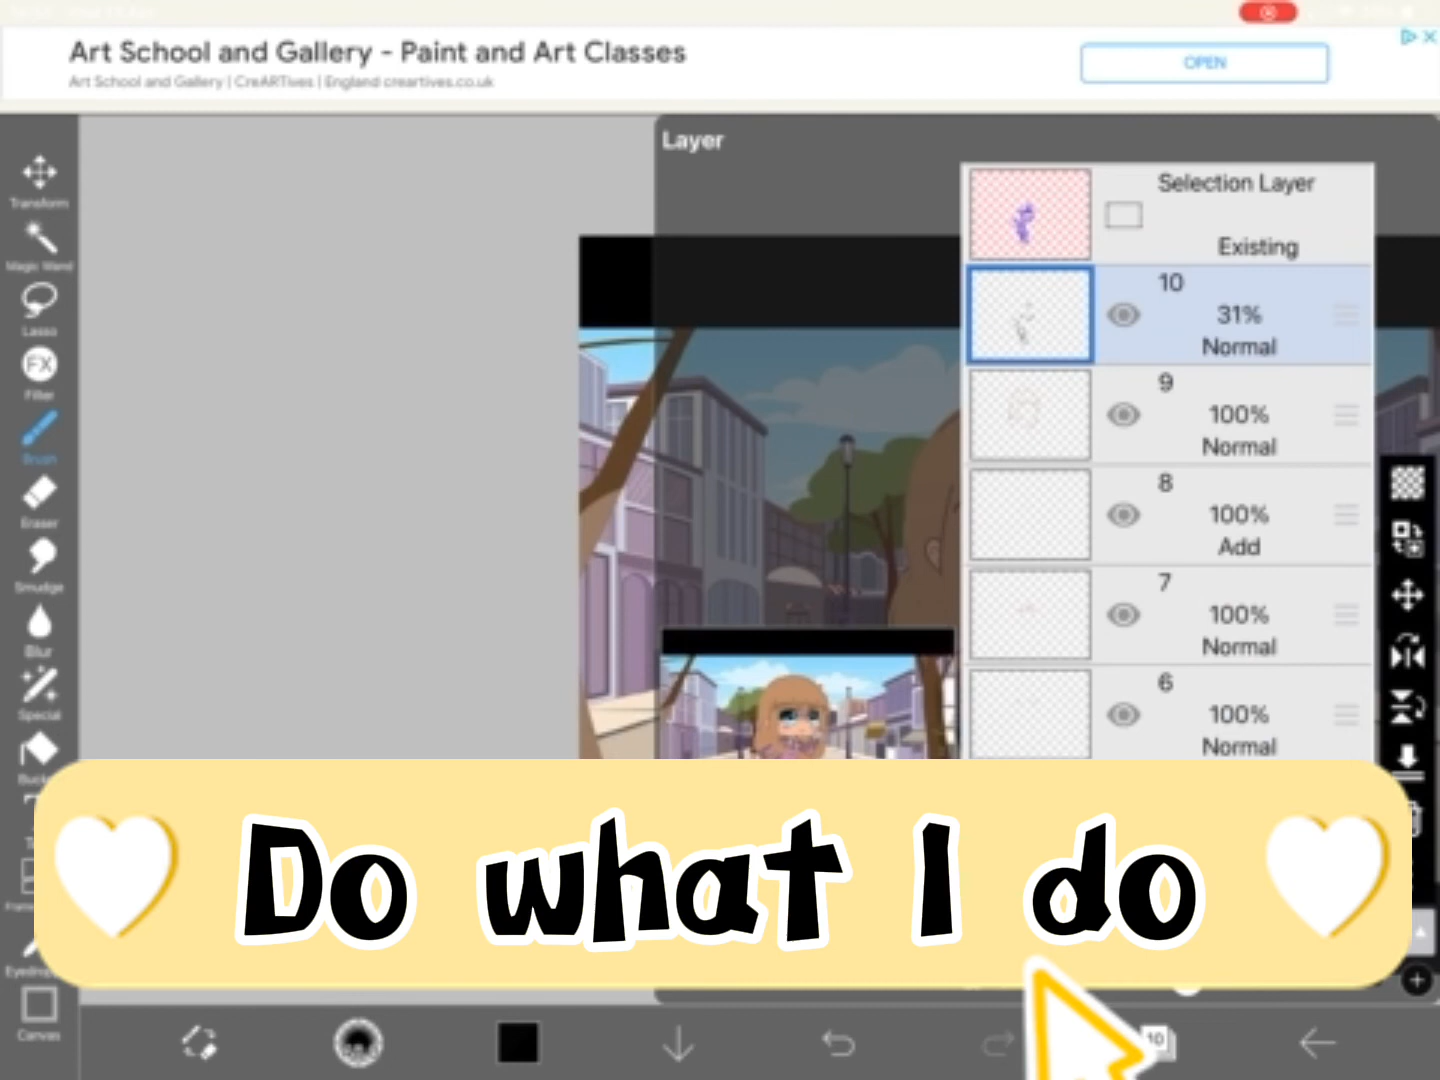 Art School and Gallery - Paint and Art Classes
Art School and Gallery | CreARTives | England creartives.co.uk
OPEN
Layer
Selection Layer
Existing
10
31%
Normal
9
100%
Normal
8
100%
Add
7
100%
Normal
6
100%
Normal
Transform
Magic Wand
Lasso
FX
Filter
Brush
Eraser
Smudge
Blur
Special
Do what I do
Canvas
10